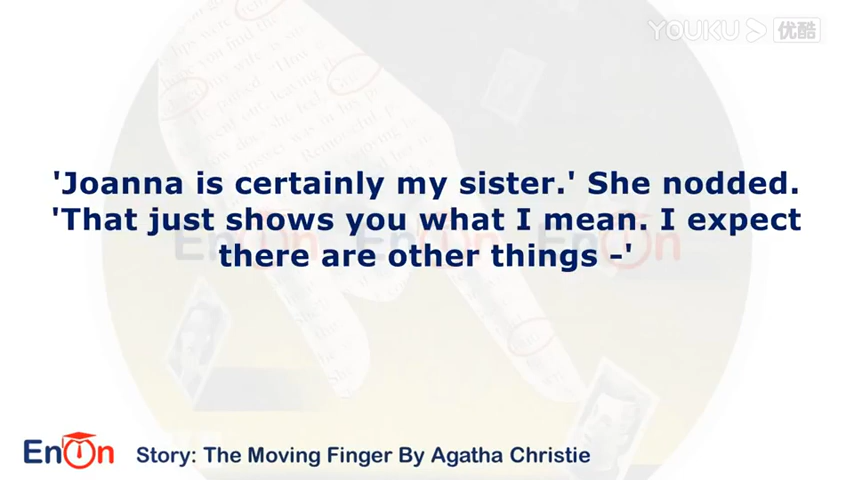 YOUKU 优酷
'Joanna is certainly my sister.' She nodded.
'That just shows you what I mean. I expect
there are other things -'
EnOn
Story: The Moving Finger By Agatha Christie